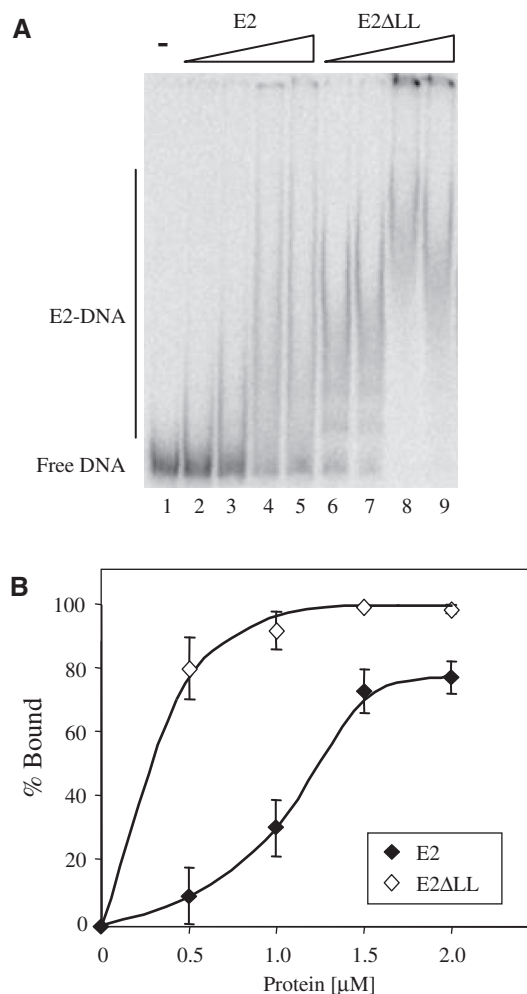 A
E2 E2ΔLL
-
E2-DNA
Free DNA
1 2 3 4 5 6 7 8 9
B
100
80
60
40
20
0
% Bound
E2
E2ΔLL
0 0.5 1.0 1.5 2.0
Protein [µM]